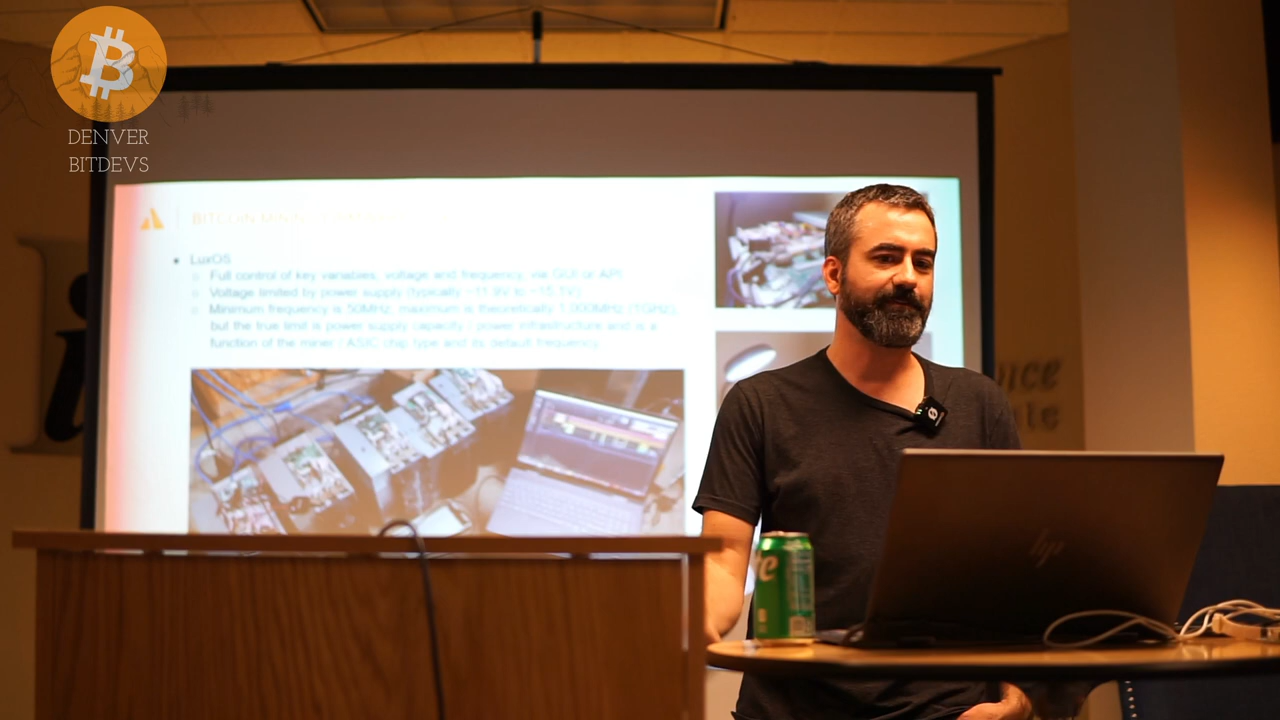 DENVER
BITDEVS
BITCOIN MINING
LuxOS
Full control of key variables, voltage and frequency, via GUI or API
Voltage limited by power supply (typically ~11.9V to ~15.1V)
Minimum frequency is 50MHz, maximum is theoretically 1,000MHz (1GHz),
but the true limit is power supply capacity / power infrastructure and is a
function of the miner / ASIC chip type and its default frequency
hp